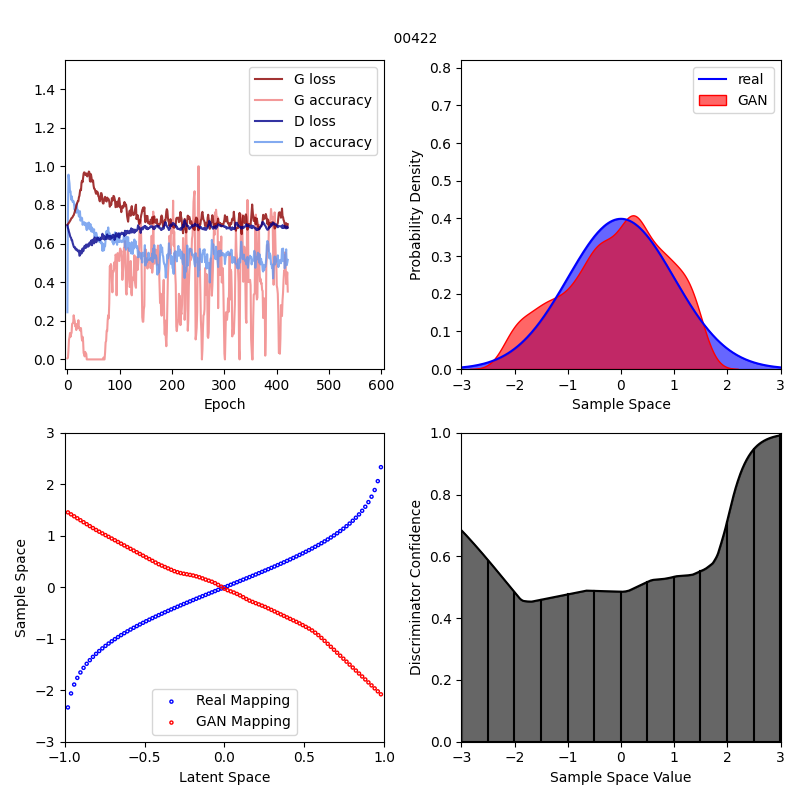 00422
G loss
G accuracy
D loss
D accuracy
1.4
1.2
1.0
0.8
0.6
0.4
0.2
0.0
0 100 200 300 400 500 600
Epoch
real
GAN
Probability Density
0.8
0.7
0.6
0.5
0.4
0.3
0.2
0.1
0.0
−3 −2 −1 0 1 2 3
Sample Space
Sample Space
3
2
1
0
−1
−2
−3
Real Mapping
GAN Mapping
−1.0 −0.5 0.0 0.5 1.0
Latent Space
Discriminator Confidence
1.0
0.8
0.6
0.4
0.2
0.0
−3 −2 −1 0 1 2 3
Sample Space Value